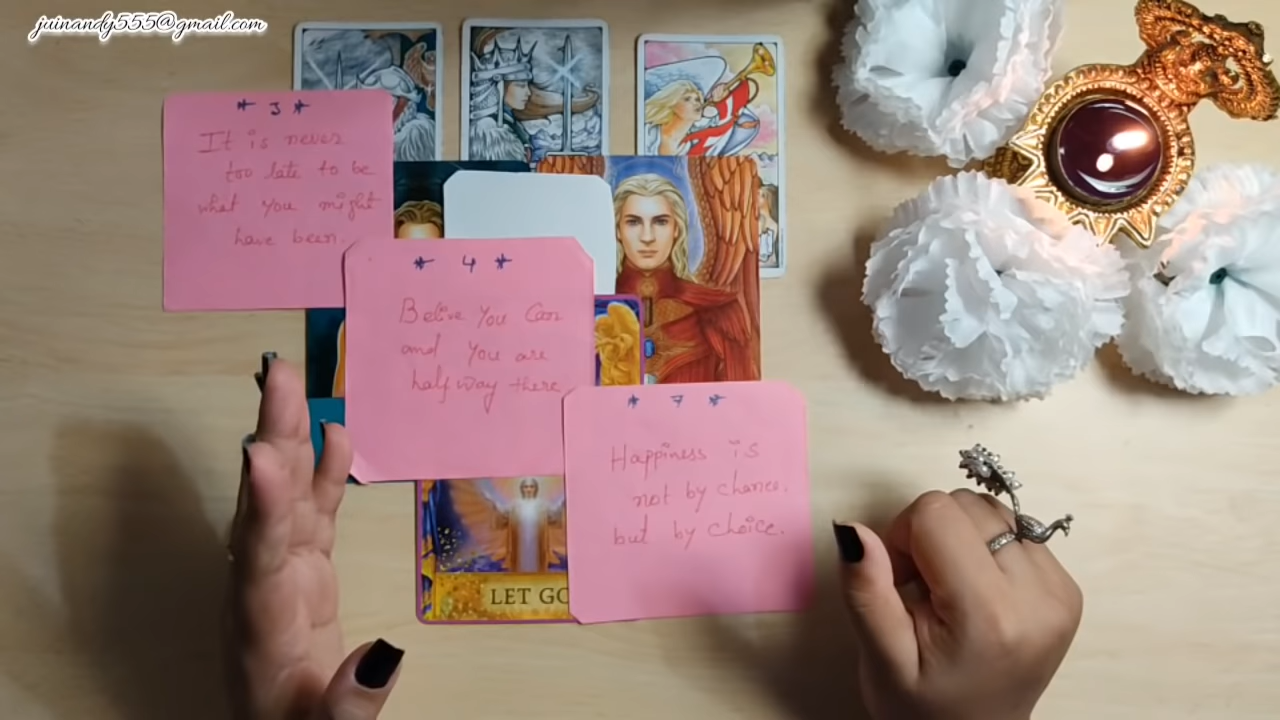 juinandy555@gmail.com
* 3 *
It is never
too late to be
what you might
have been.
* 4 *
Belive You Can
and You are
half way there
* 7 *
Happiness is
not by chance.
but by choice.
LET GO